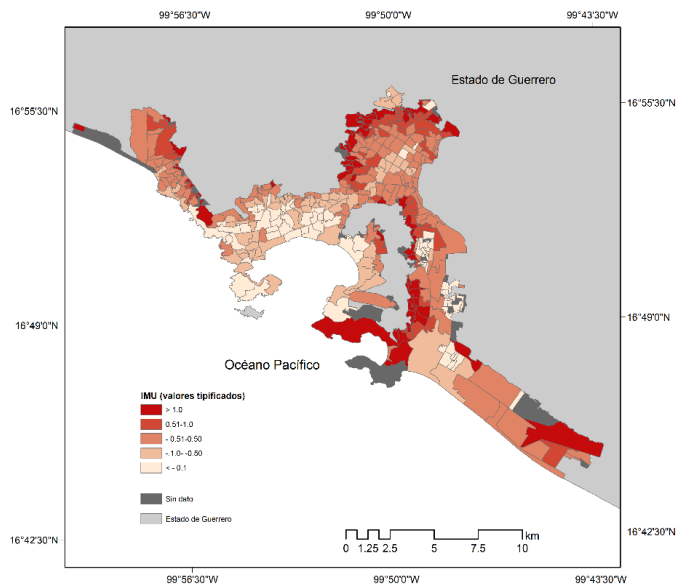 99°56'30"W 99°50'0"W 99°43'30"W
Estado de Guerrero
16°55'30"N 16°55'30"N
16°49'0"N 16°49'0"N
Océano Pacífico
IMU (valores tipificados)
> 1.0
0.51-1.0
- 0.51-0.50
-.1.0- -0.50
< - 0.1
Sin dato
Estado de Guerrero
16°42'30"N 16°42'30"N
km
0 1.25 2.5 5 7.5 10
99°56'30"W 99°50'0"W 99°43'30"W